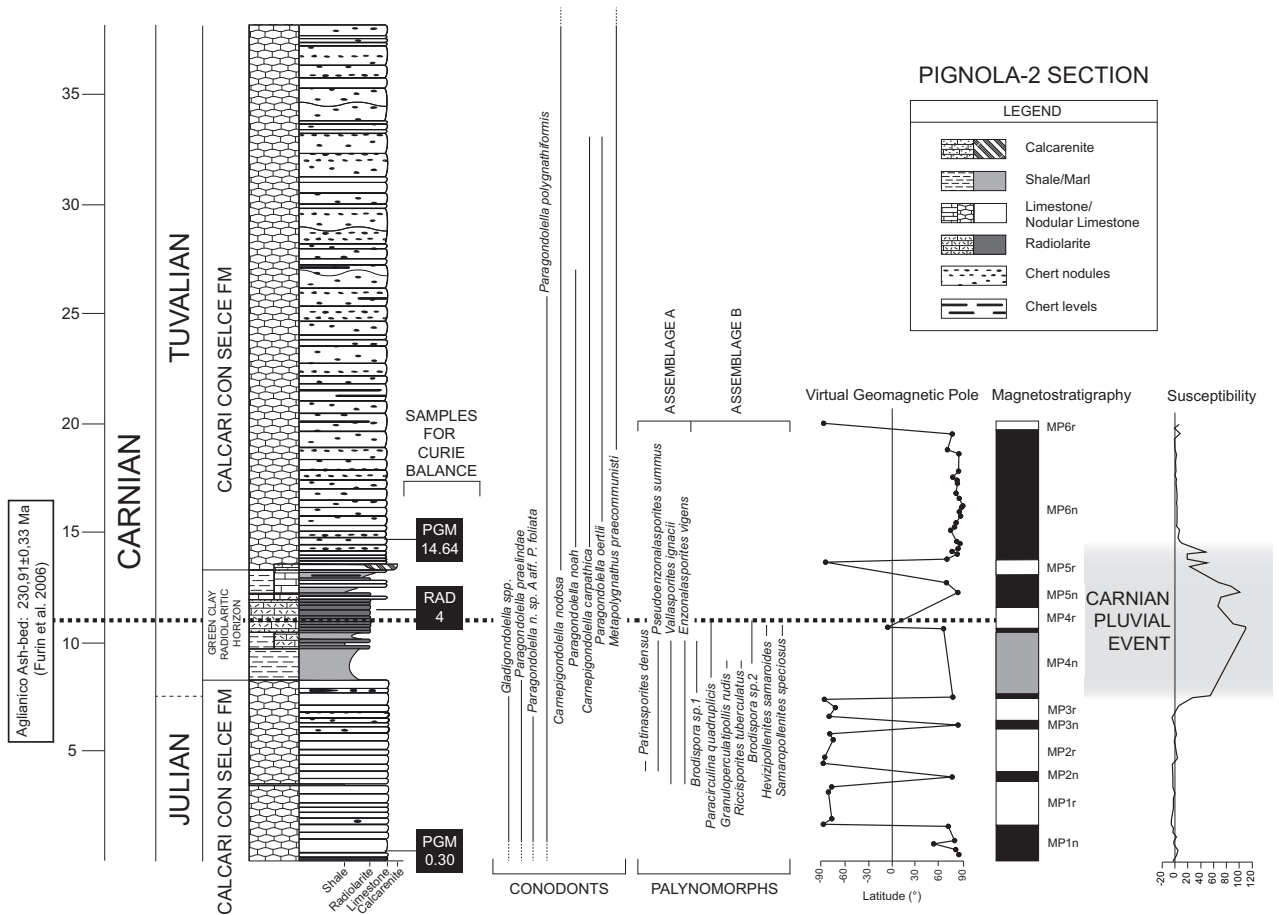 PIGNOLA-2 SECTION
LEGEND
Calcarenite
Shale/Marl
Limestone/
Nodular Limestone
Radiolarite
Chert nodules
Chert levels
Aglianico Ash-bed: 230,91±0,33 Ma
(Furin et al. 2006)
35
30
25
20
15
10
5
CARNIAN
TUVALIAN
JULIAN
CALCARI CON SELCE FM
GREEN CLAY
RADIOLARITIC
HORIZON
CALCARI CON SELCE FM
Shale
Radiolarite
Limestone
Calcarenite
SAMPLES
FOR
CURIE
BALANCE
PGM
14.64
RAD
4
PGM
0.30
Gladigondolella spp.
Paragondolella praelindae
Paragondolella n. sp. A aff. P. foliata
Paragondolella polygnathiformis
Carnepigondolella nodosa
Paragondolella noah
Carnepigondolella carpathica
Paragondolella oertlii
Metapolygnathus praecommunisti
CONODONTS
ASSEMBLAGE A
ASSEMBLAGE B
Patinasporites densus
Pseudoenzonalasporites summus
Vallasporites ignacii
Enzonalasporites vigens
Brodispora sp.1
Paracirculina quadruplicis
Granuloperculatipollis rudis
Riccisporites tuberculatus
Brodispora sp.2
Hevizipollenites samaroides
Samaropollenites speciosus
PALYNOMORPHS
Virtual Geomagnetic Pole
-90
-60
-30
0
30
60
90
Latitude (°)
Magnetostratigraphy
MP6r
MP6n
MP5r
MP5n
MP4r
MP4n
MP3r
MP3n
MP2r
MP2n
MP1r
MP1n
Susceptibility
CARNIAN
PLUVIAL
EVENT
-20
0
20
40
60
80
100
120